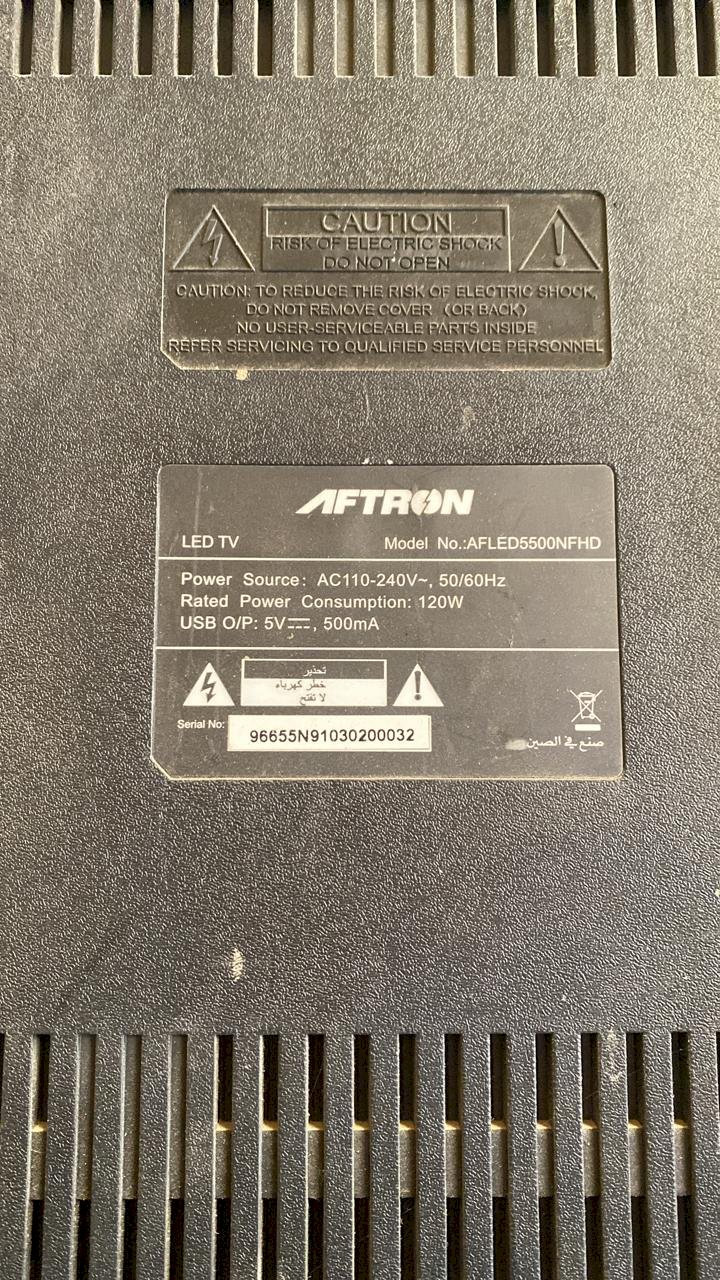 CAUTION
RISK OF ELECTRIC SHOCK
DO NOT OPEN
CAUTION: TO REDUCE THE RISK OF ELECTRIC SHOCK,
DO NOT REMOVE COVER (OR BACK)
NO USER-SERVICEABLE PARTS INSIDE
REFER SERVICING TO QUALIFIED SERVICE PERSONNEL
AFTRON
LED TV Model No.:AFLED5500NFHD
Power Source: AC110-240V~, 50/60Hz
Rated Power Consumption: 120W
USB O/P: 5V⎓, 500mA
تحذير
خطر كهرباء
لا تفتح
Serial No: 96655N91030200032
صنع في الصين